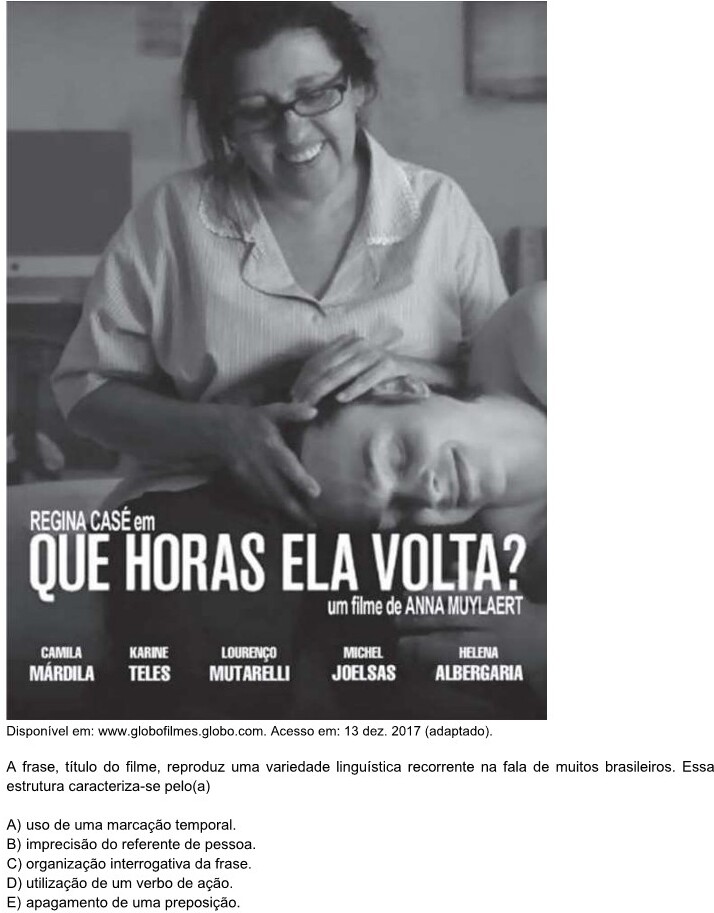 REGINA CASÉ em
QUE HORAS ELA VOLTA?
um filme de ANNA MUYLAERT
CAMILA MÁRDILA
KARINE TELES
LOURENÇO MUTARELLI
MICHEL JOELSAS
HELENA ALBERGARIA
Disponível em: www.globofilmes.globo.com. Acesso em: 13 dez. 2017 (adaptado).
A frase, título do filme, reproduz uma variedade linguística recorrente na fala de muitos brasileiros. Essa
estrutura caracteriza-se pelo(a)
A) uso de uma marcação temporal.
B) imprecisão do referente de pessoa.
C) organização interrogativa da frase.
D) utilização de um verbo de ação.
E) apagamento de uma preposição.